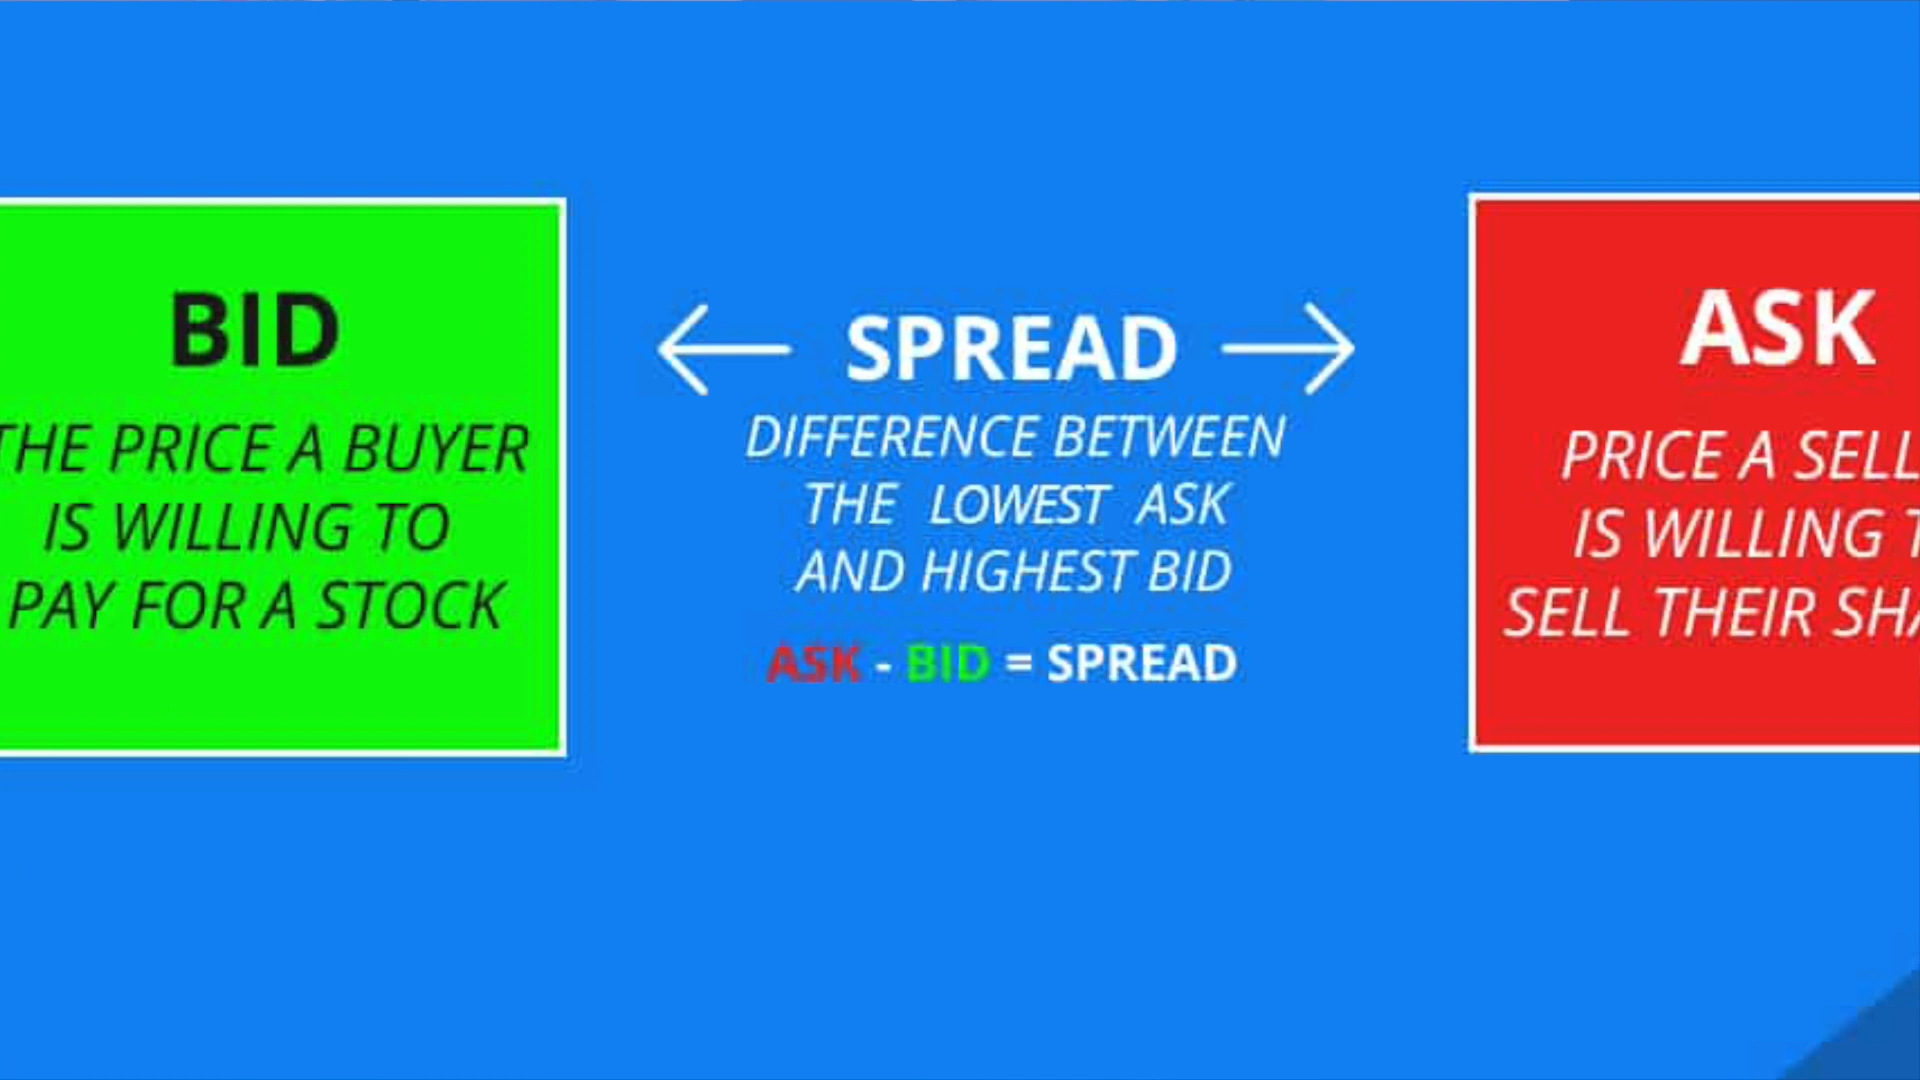 BID
THE PRICE A BUYER
IS WILLING TO
PAY FOR A STOCK
SPREAD
DIFFERENCE BETWEEN
THE LOWEST ASK
AND HIGHEST BID
ASK - BID = SPREAD
ASK
PRICE A SELL
IS WILLING T
SELL THEIR SHA